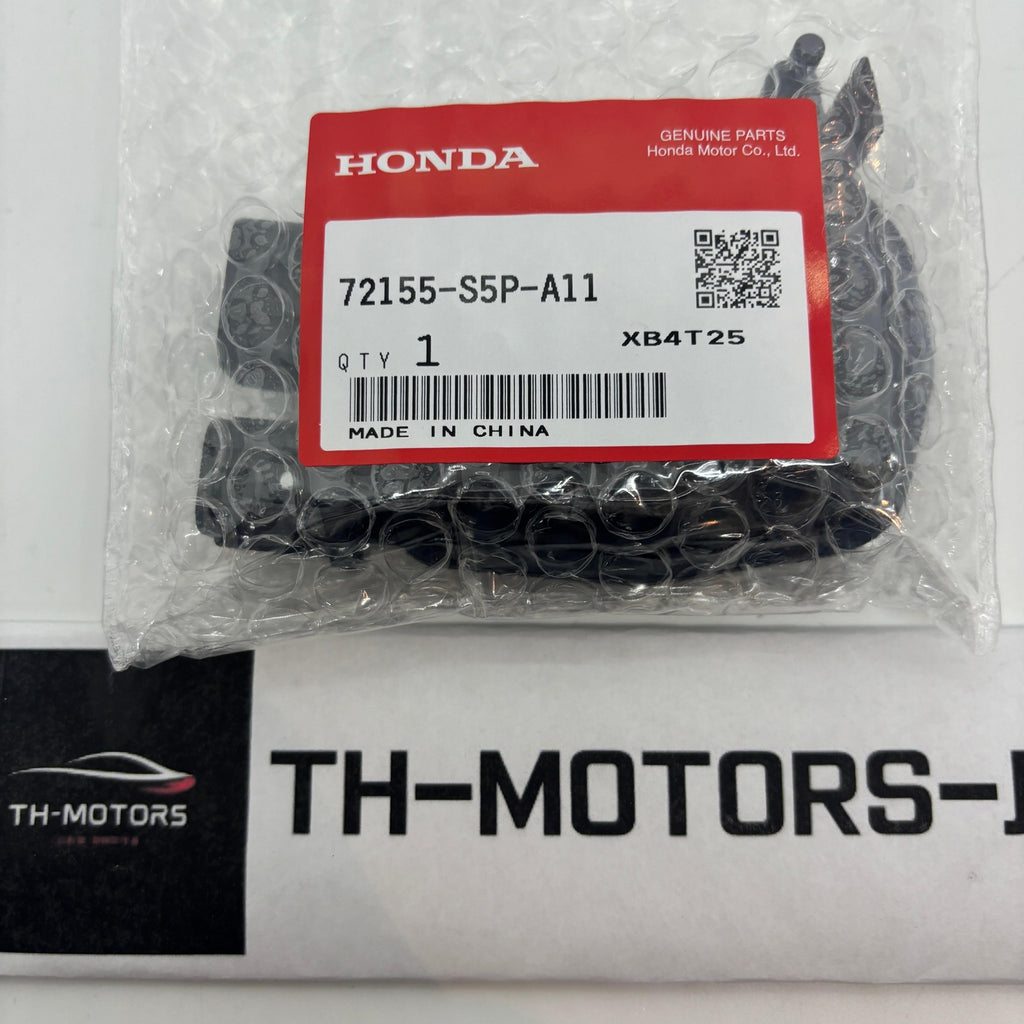 HONDA
GENUINE PARTS
Honda Motor Co., Ltd.
72155-S5P-A11
XB4T25
QTY 1
MADE IN CHINA
TH-MOTORS
TH-MOTORS-